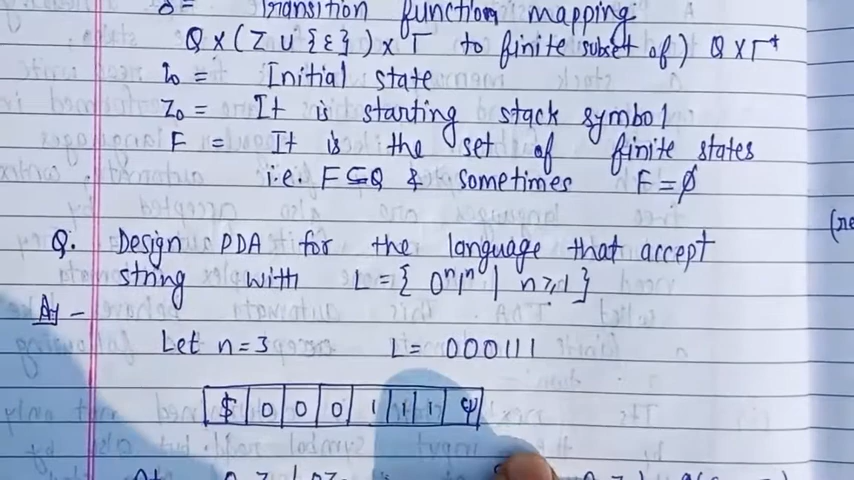 δ = Transition function mapping
Q × (Σ ∪ {ε}) × Γ to finite subset of) Q × Γ*
q0 = Initial state
Z0 = It is starting stack symbol
F = It is the set of finite states
i.e. F ⊆ Q & sometimes F = ∅
Q. Design PDA for the language that accept
string with L = { 0ⁿ1ⁿ | n ≥ 1 }
Let n = 3 L = 000111
$ 0 0 0 1 1 1 Ψ